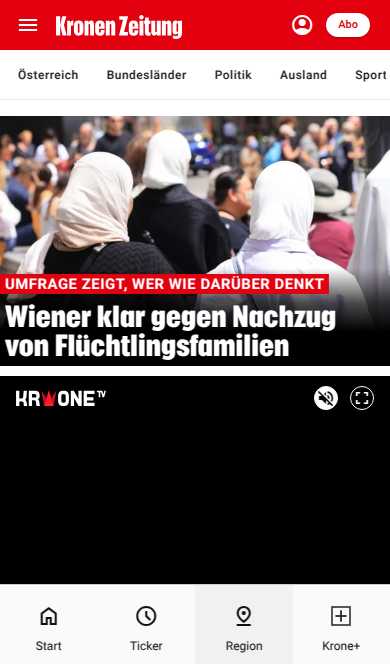 Kronen Zeitung
Abo
Österreich Bundesländer Politik Ausland Sport
UMFRAGE ZEIGT, WER WIE DARÜBER DENKT
Wiener klar gegen Nachzug
von Flüchtlingsfamilien
KRONE TV
Start Ticker Region Krone+